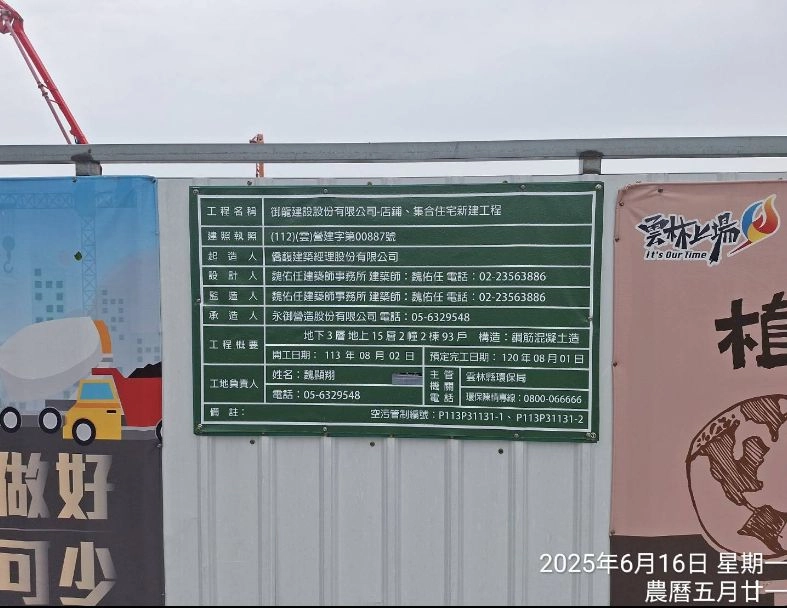 工程名稱 御龍建設股份有限公司-店鋪、集合住宅新建工程
建照執照 (112)(雲)營建字第00887號
起造人 僑馥建築經理股份有限公司
設計人 魏佑任建築師事務所 建築師：魏佑任 電話：02-23563886
監造人 魏佑任建築師事務所 建築師：魏佑任 電話：02-23563886
承造人 永御營造股份有限公司 電話：05-6329548
工程概要 地下3層地上15層2幢2棟93戶 構造：鋼筋混凝土造
開工日期：113年08月02日 預定完工日期：120年08月01日
工地負責人 姓名：魏顯翔
電話：05-6329548
主管機關電話 雲林縣環保局
環保陳情專線：0800-066666
備註： 空污管制編號：P113P31131-1、P113P31131-2
雲林上場
It's Our Time
植
做好
可少
2025年6月16日 星期一
農曆五月廿一